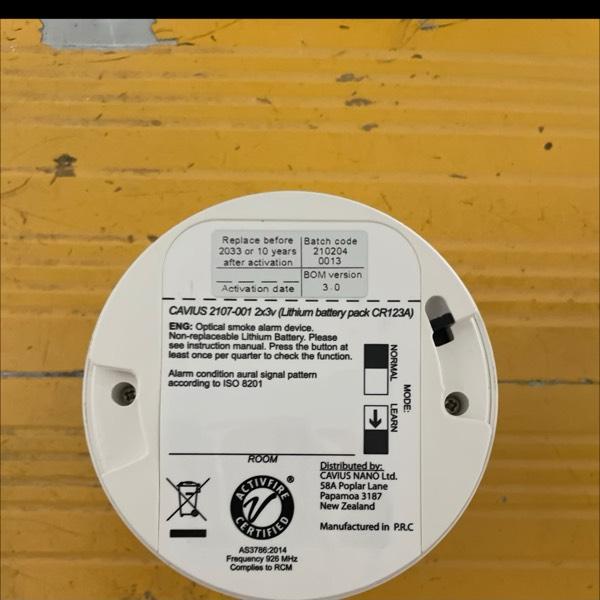 Replace before
2033 or 10 years
after activation
Activation date
Batch code
210204
0013
BOM version
3.0
CAVIUS 2107-001 2x3v (Lithium battery pack CR123A)
ENG: Optical smoke alarm device.
Non-replaceable Lithium Battery. Please
see instruction manual. Press the button at
least once per quarter to check the function.
Alarm condition aural signal pattern
according to ISO 8201
NORMAL
MODE:
LEARN
ROOM
ACTIVFIRE
CERTIFIED
®
Distributed by:
CAVIUS NANO Ltd.
58A Poplar Lane
Papamoa 3187
New Zealand
Manufactured in P.R.C
AS3786:2014
Frequency 926 MHz
Complies to RCM